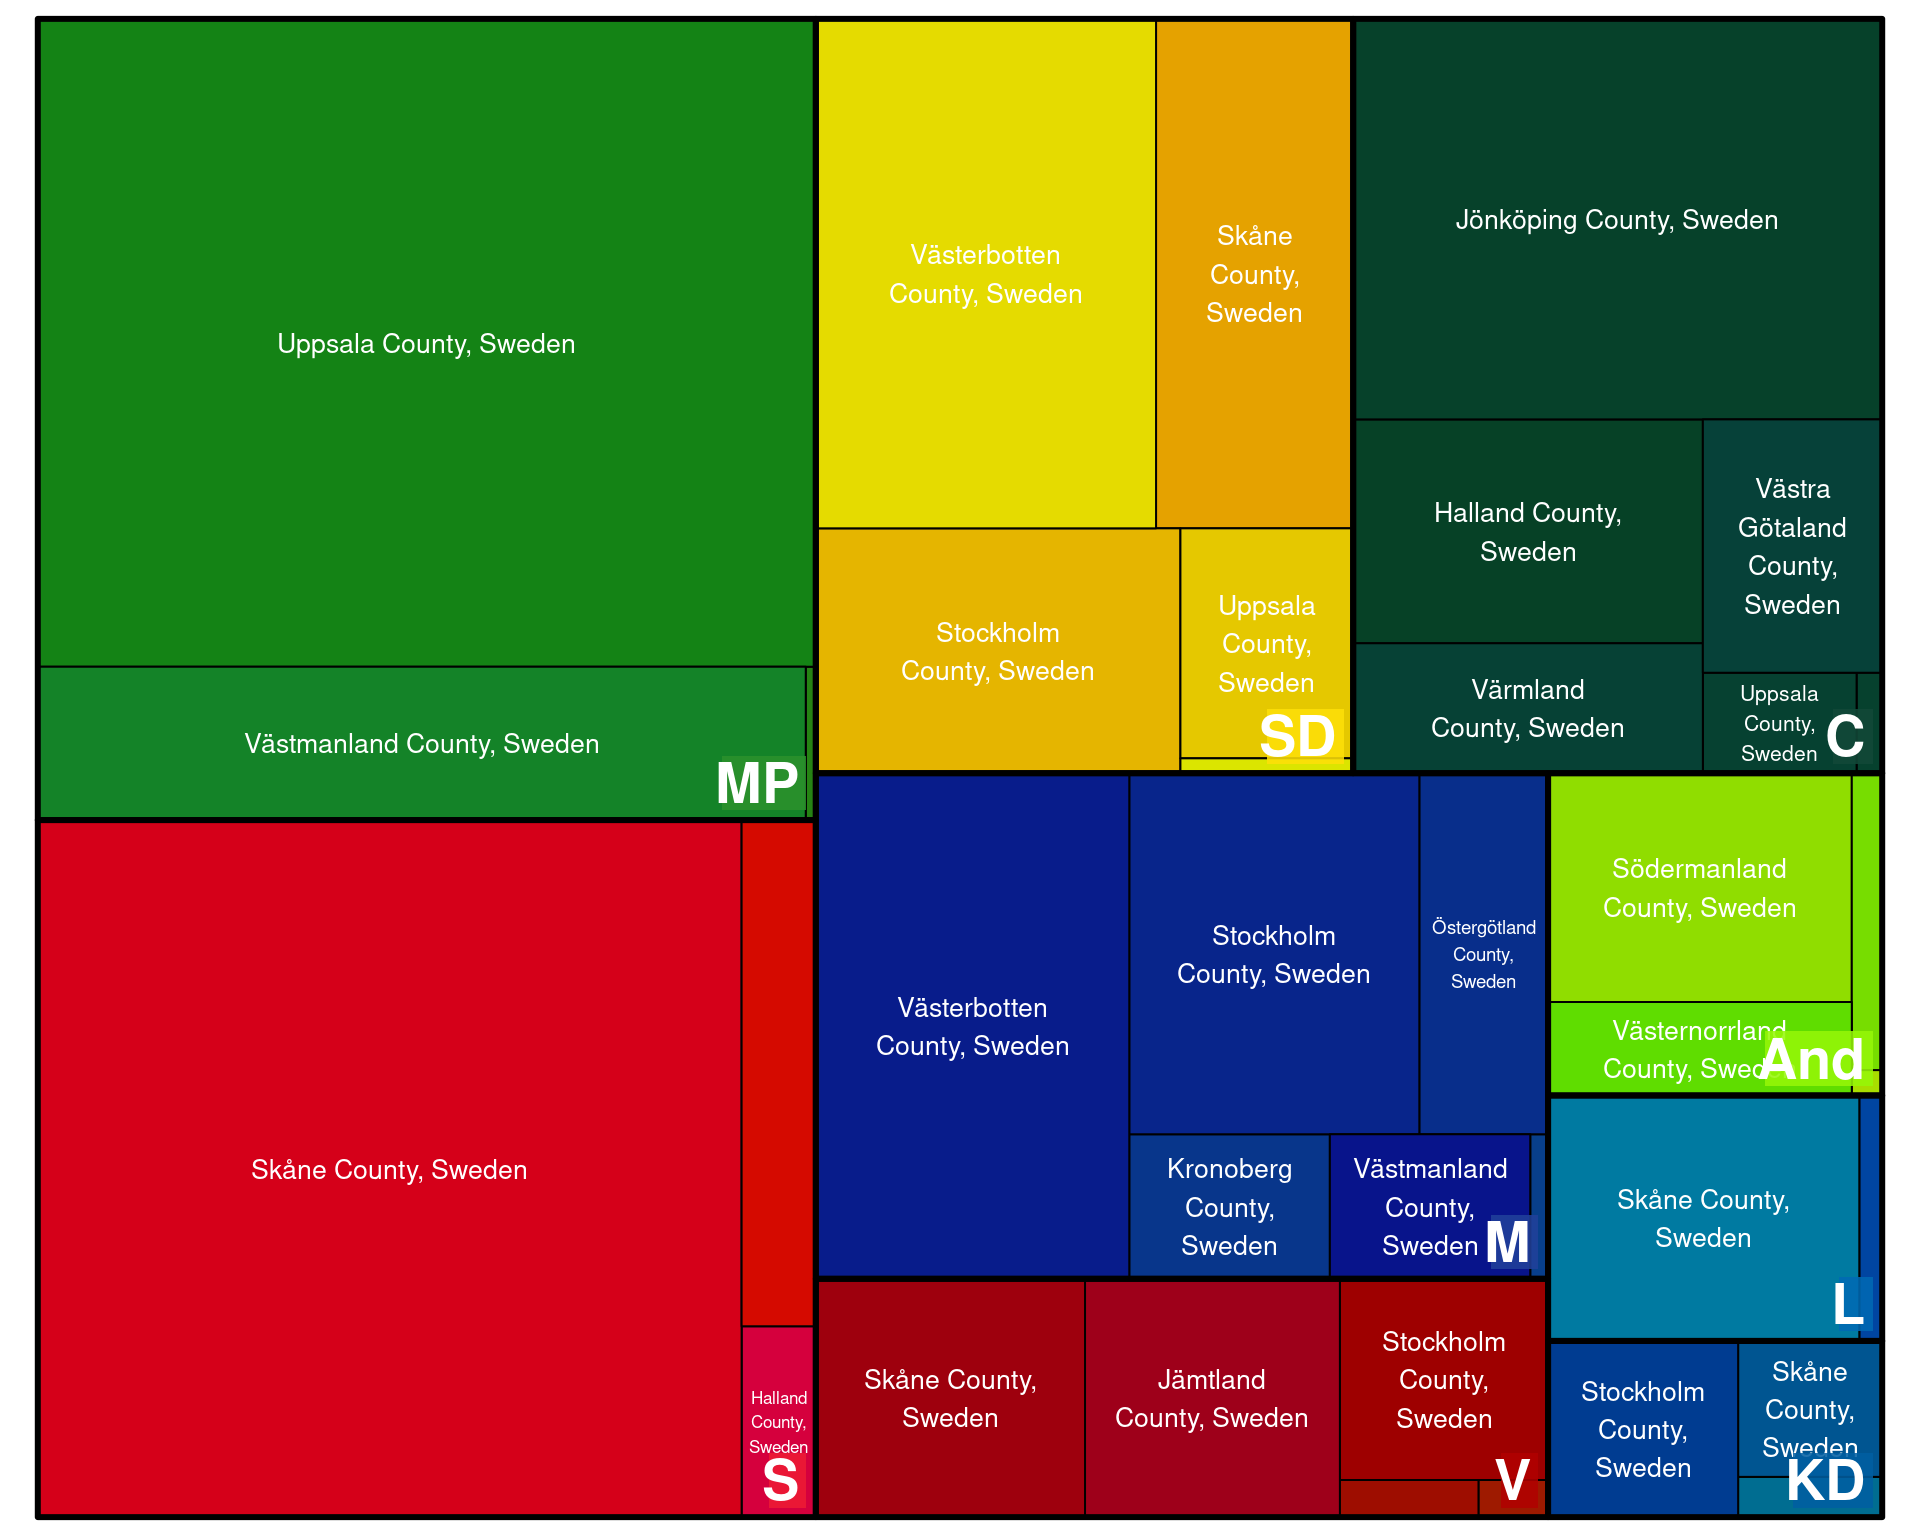 Uppsala County, Sweden
Västmanland County, Sweden
MP
Skåne County, Sweden
Halland
County,
Sweden
S
Västerbotten
County, Sweden
Skåne
County,
Sweden
Stockholm
County, Sweden
Uppsala
County,
Sweden
SD
Jönköping County, Sweden
Halland County,
Sweden
Västra
Götaland
County,
Sweden
Värmland
County, Sweden
Uppsala
County,
Sweden
C
Västerbotten
County, Sweden
Stockholm
County, Sweden
Östergötland
County,
Sweden
Kronoberg
County,
Sweden
Västmanland
County,
Sweden
M
Södermanland
County, Sweden
Västernorrland
County, Sweden
And
Skåne County,
Sweden
L
Skåne County,
Sweden
Jämtland
County, Sweden
Stockholm
County,
Sweden
V
Stockholm
County,
Sweden
Skåne
County,
Sweden
KD